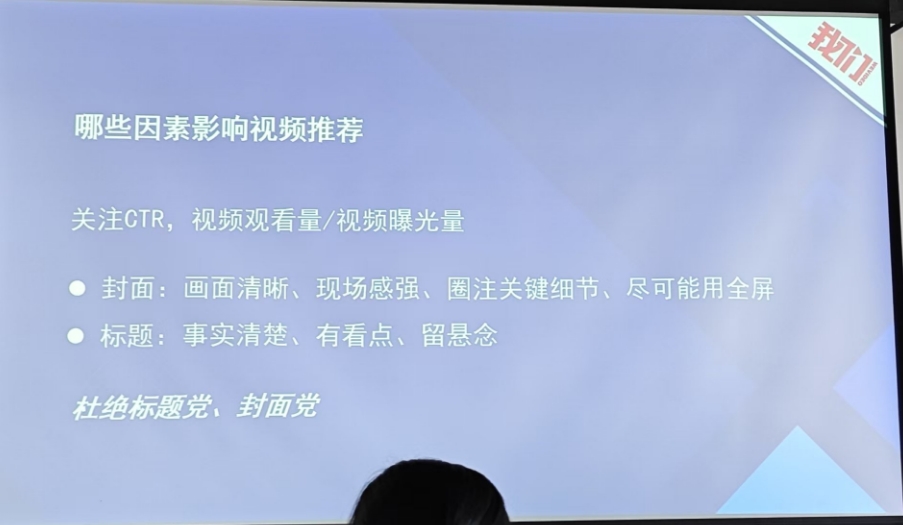 我们
哪些因素影响视频推荐
关注CTR，视频观看量/视频曝光量
● 封面：画面清晰、现场感强、圈注关键细节、尽可能用全屏
● 标题：事实清楚、有看点、留悬念
杜绝标题党、封面党